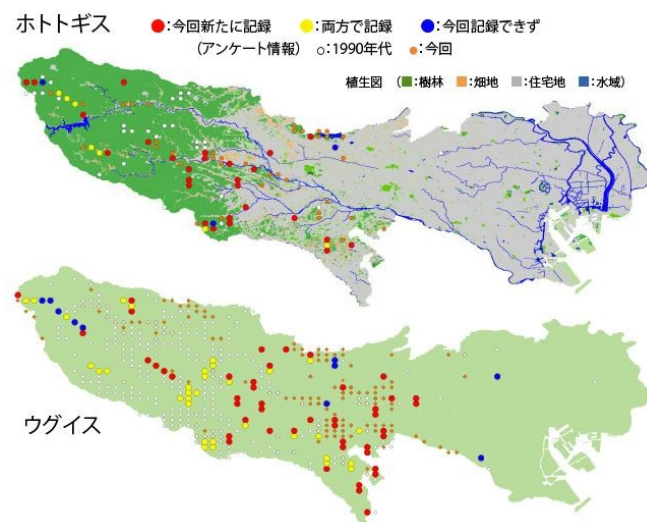 ホトトギス ●:今回新たに記録 ●:両方で記録 ●:今回記録できず
(アンケート情報) ○:1990年代 ●:今回
植生図 (■:樹林 ■:畑地 ■:住宅地 ■:水域)
ウグイス